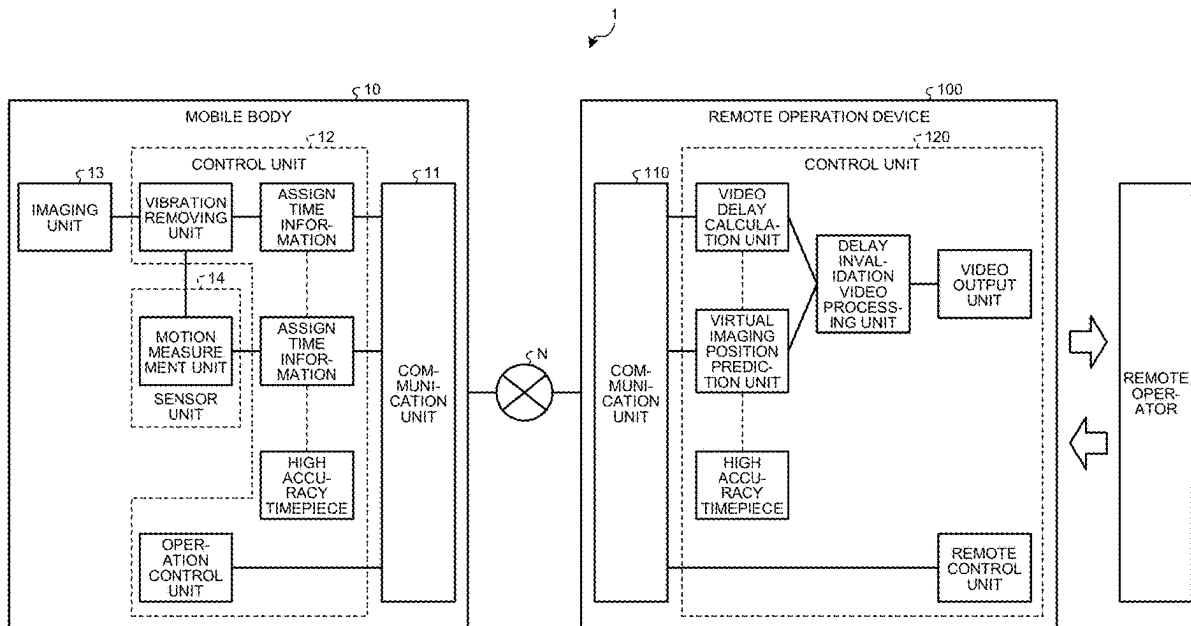 1
10
MOBILE BODY
12
CONTROL UNIT
13
IMAGING
UNIT
VIBRATION
REMOVING
UNIT
ASSIGN
TIME
INFOR-
MATION
11
COM-
MUNICATION
UNIT
14
MOTION
MEASURE
MENT UNIT
SENSOR
UNIT
ASSIGN
TIME
INFOR-
MATION
HIGH
ACCU-
RACY
TIMEPIECE
OPER-
ATION
CONTROL
UNIT
N
100
REMOTE OPERATION DEVICE
120
CONTROL UNIT
110
COM-
MUNI-
CATION
UNIT
VIDEO
DELAY
CALCULA-
TION UNIT
VIRTUAL
IMAGING
POSITION
PREDIC-
TION UNIT
HIGH
ACCU-
RACY
TIMEPIECE
DELAY
INVAL-
IDATION
VIDEO
PROCESS-
ING UNIT
VIDEO
OUTPUT
UNIT
REMOTE
CONTROL
UNIT
REMOTE
OPER-
ATOR